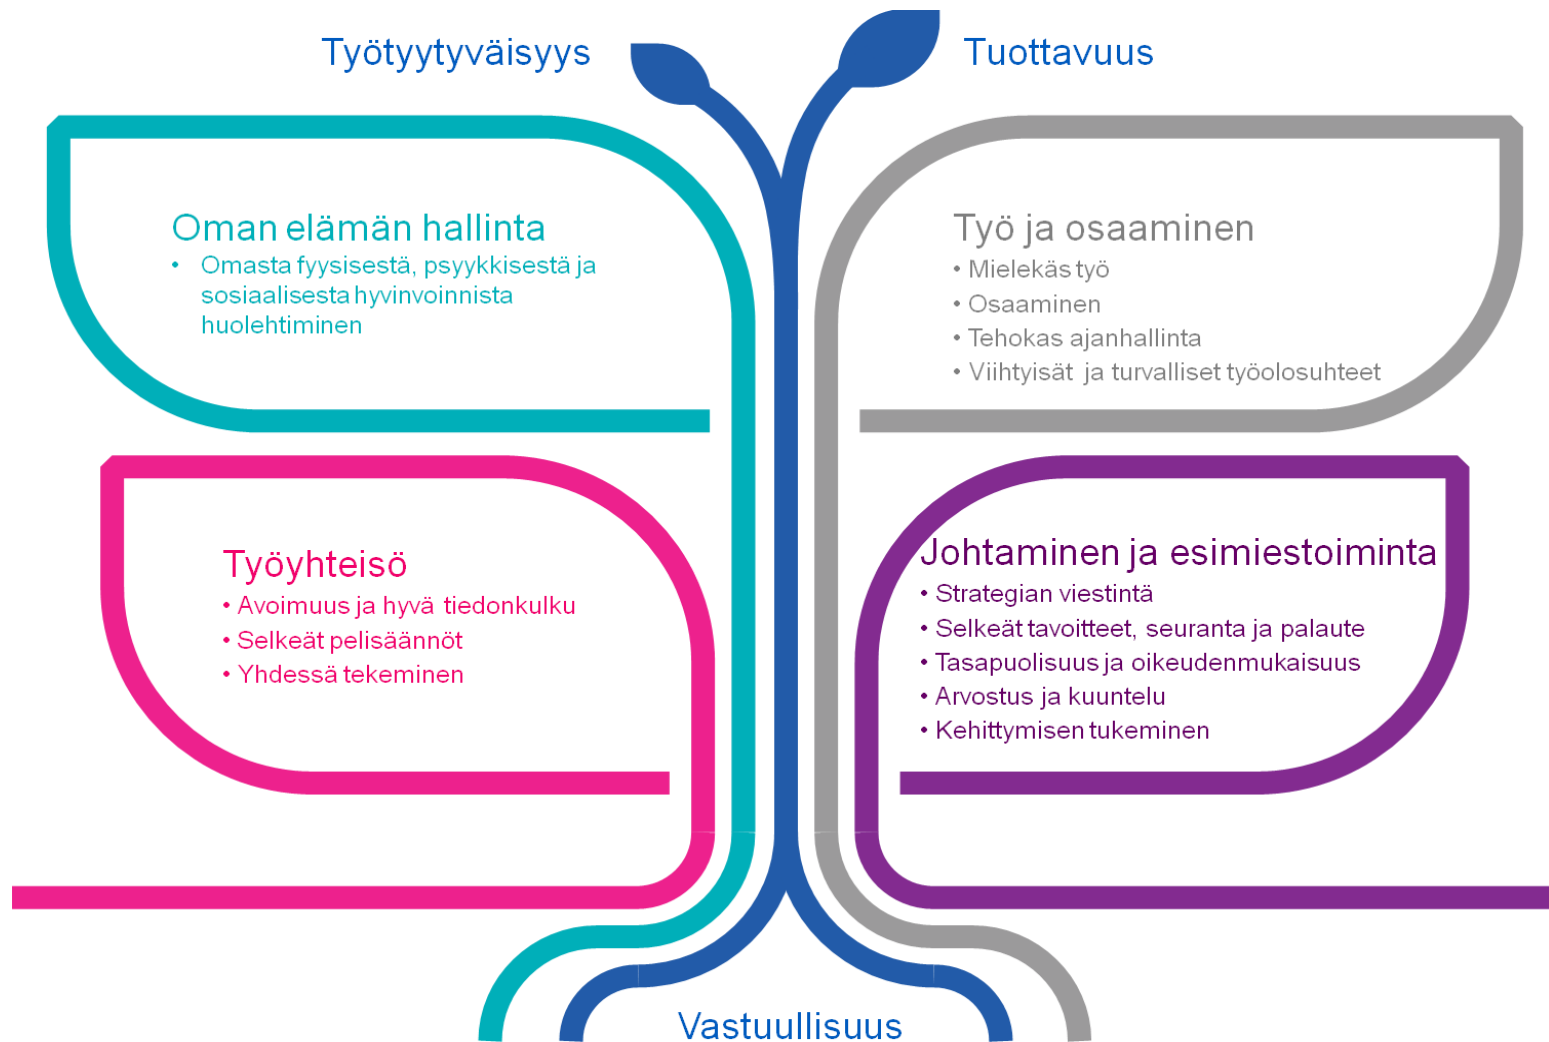 Työtyytyväisyys
Tuottavuus
Oman elämän hallinta
• Omasta fyysisestä, psyykkisestä ja
sosiaalisesta hyvinvoinnista
huolehtiminen
Työ ja osaaminen
• Mielekäs työ
• Osaaminen
• Tehokas ajanhallinta
• Viihtyisät ja turvalliset työolosuhteet
Työyhteisö
• Avoimuus ja hyvä tiedonkulku
• Selkeät pelisäännöt
• Yhdessä tekeminen
Johtaminen ja esimiestoiminta
• Strategian viestintä
• Selkeät tavoitteet, seuranta ja palaute
• Tasapuolisuus ja oikeudenmukaisuus
• Arvostus ja kuuntelu
• Kehittymisen tukeminen
Vastuullisuus